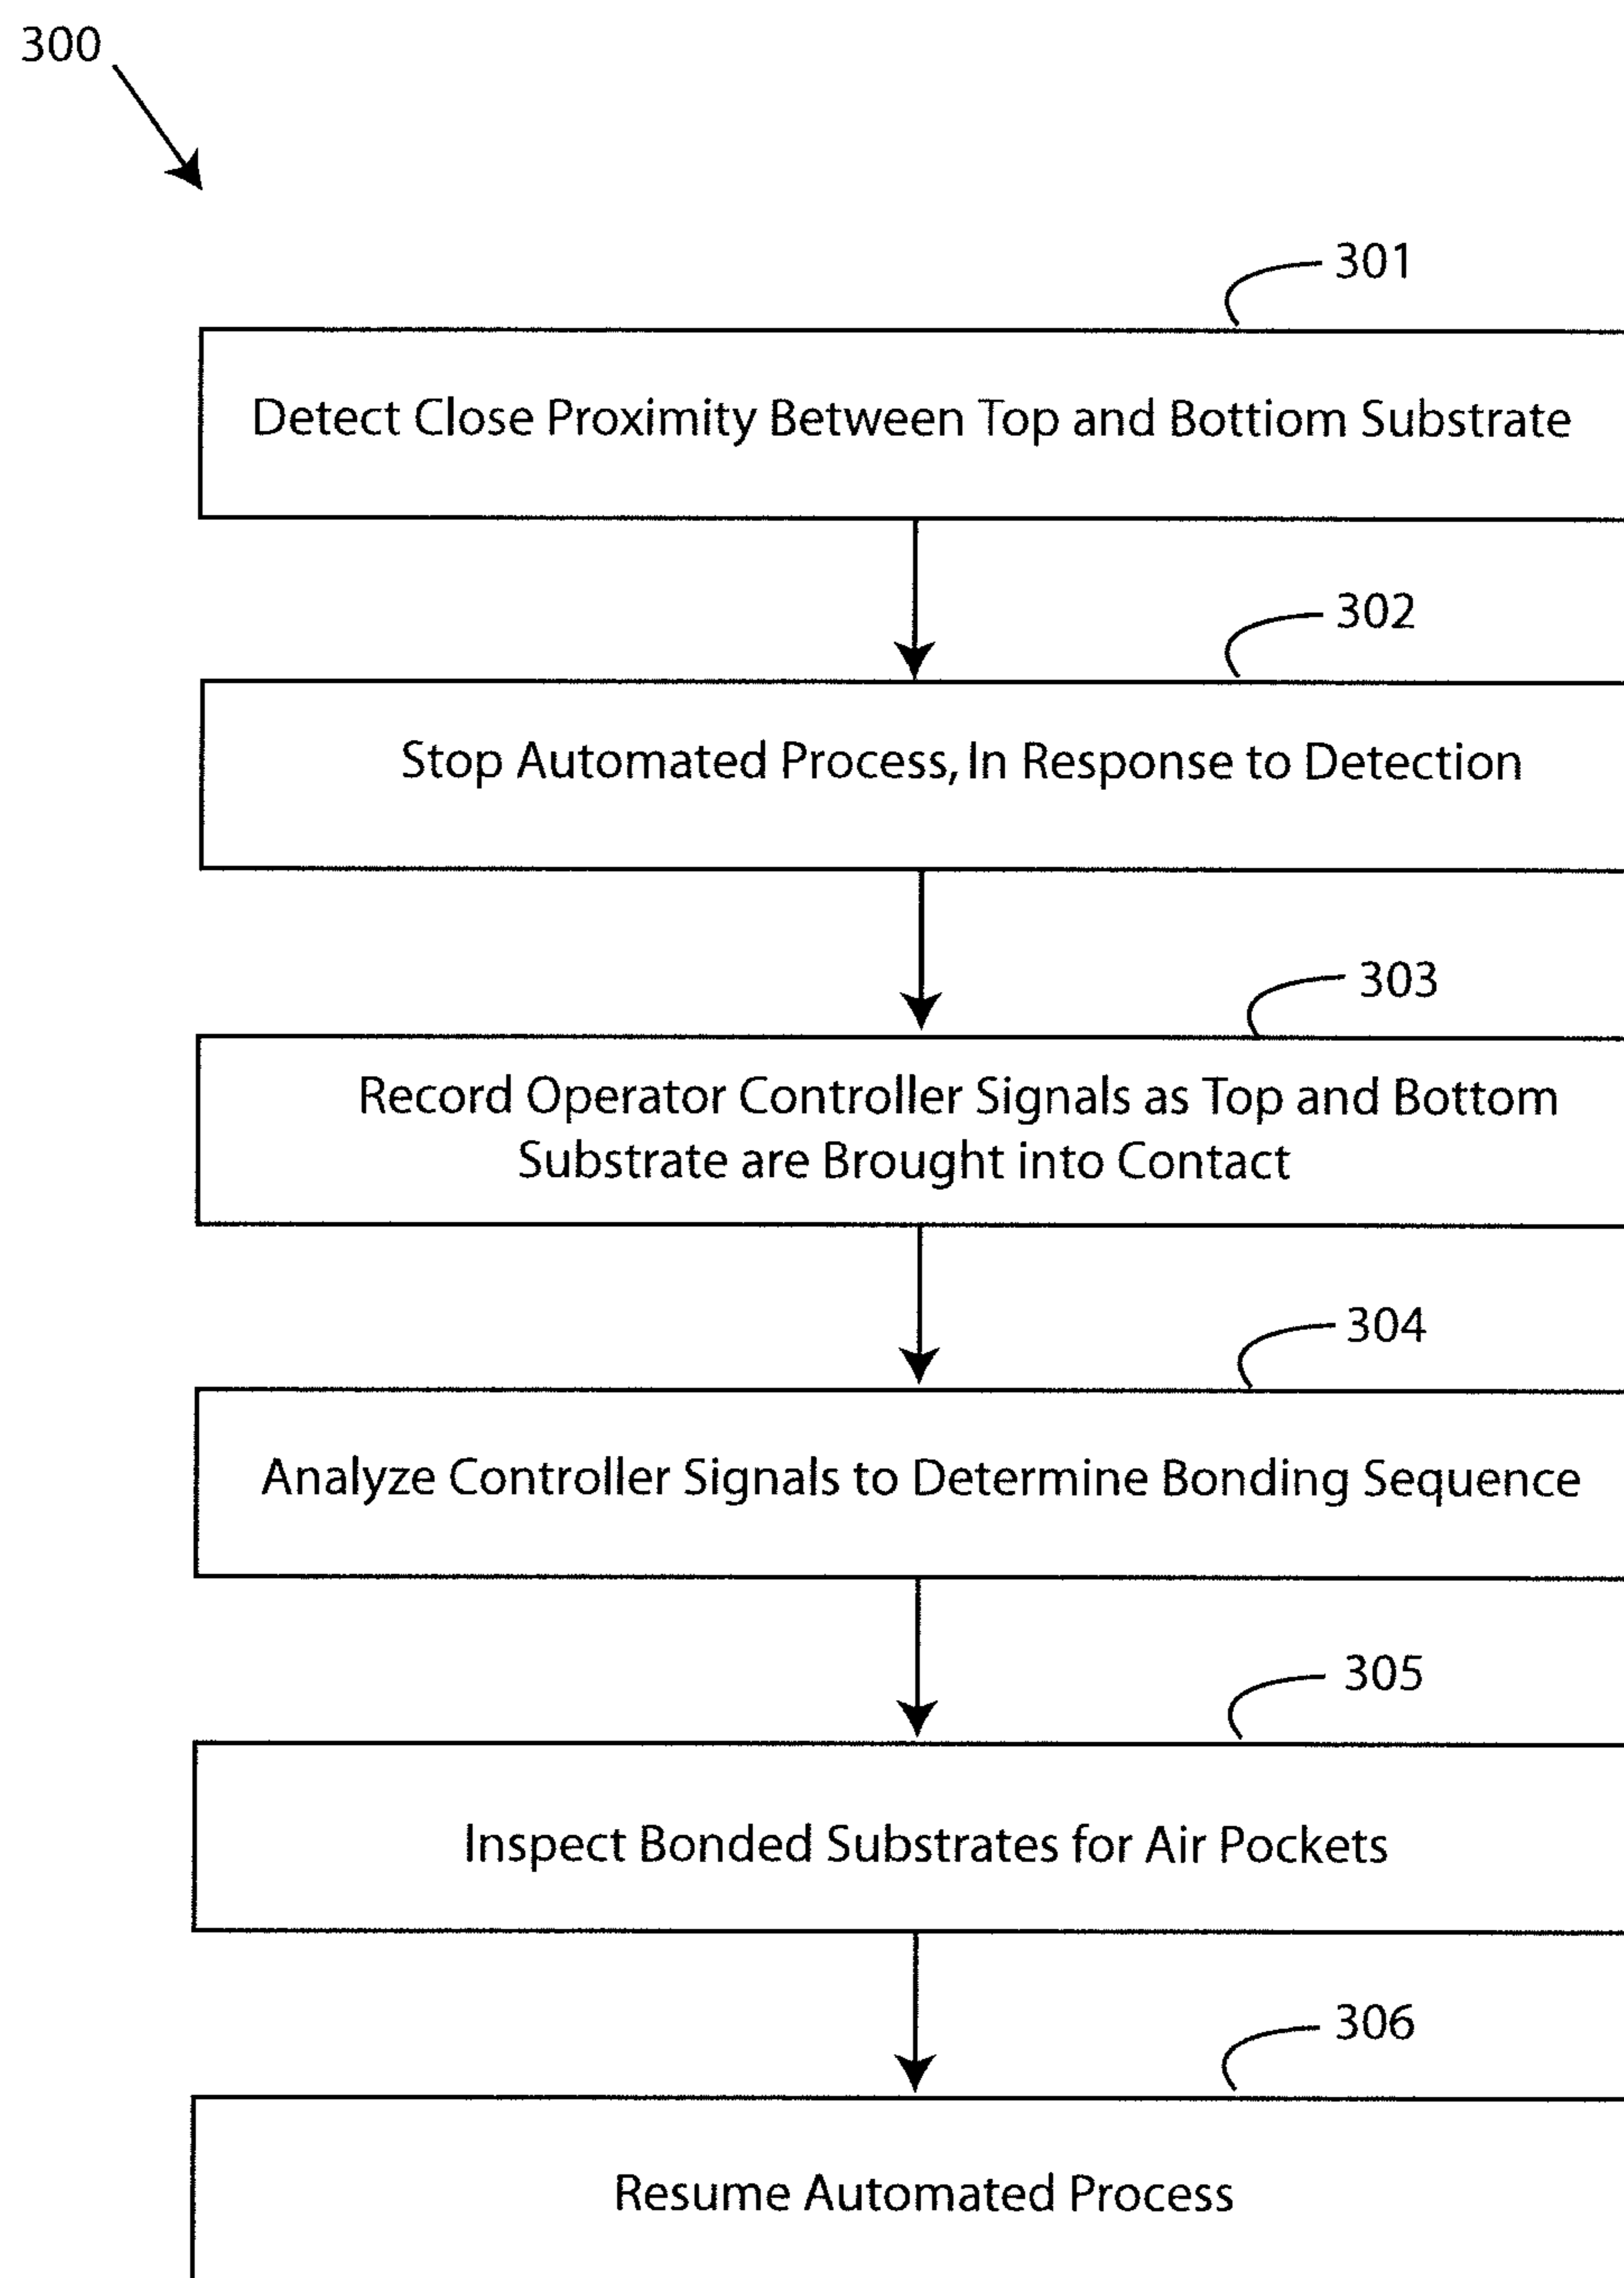 300
301
Detect Close Proximity Between Top and Bottiom Substrate
302
Stop Automated Process, In Response to Detection
303
Record Operator Controller Signals as Top and Bottom
Substrate are Brought into Contact
304
Analyze Controller Signals to Determine Bonding Sequence
305
Inspect Bonded Substrates for Air Pockets
306
Resume Automated Process